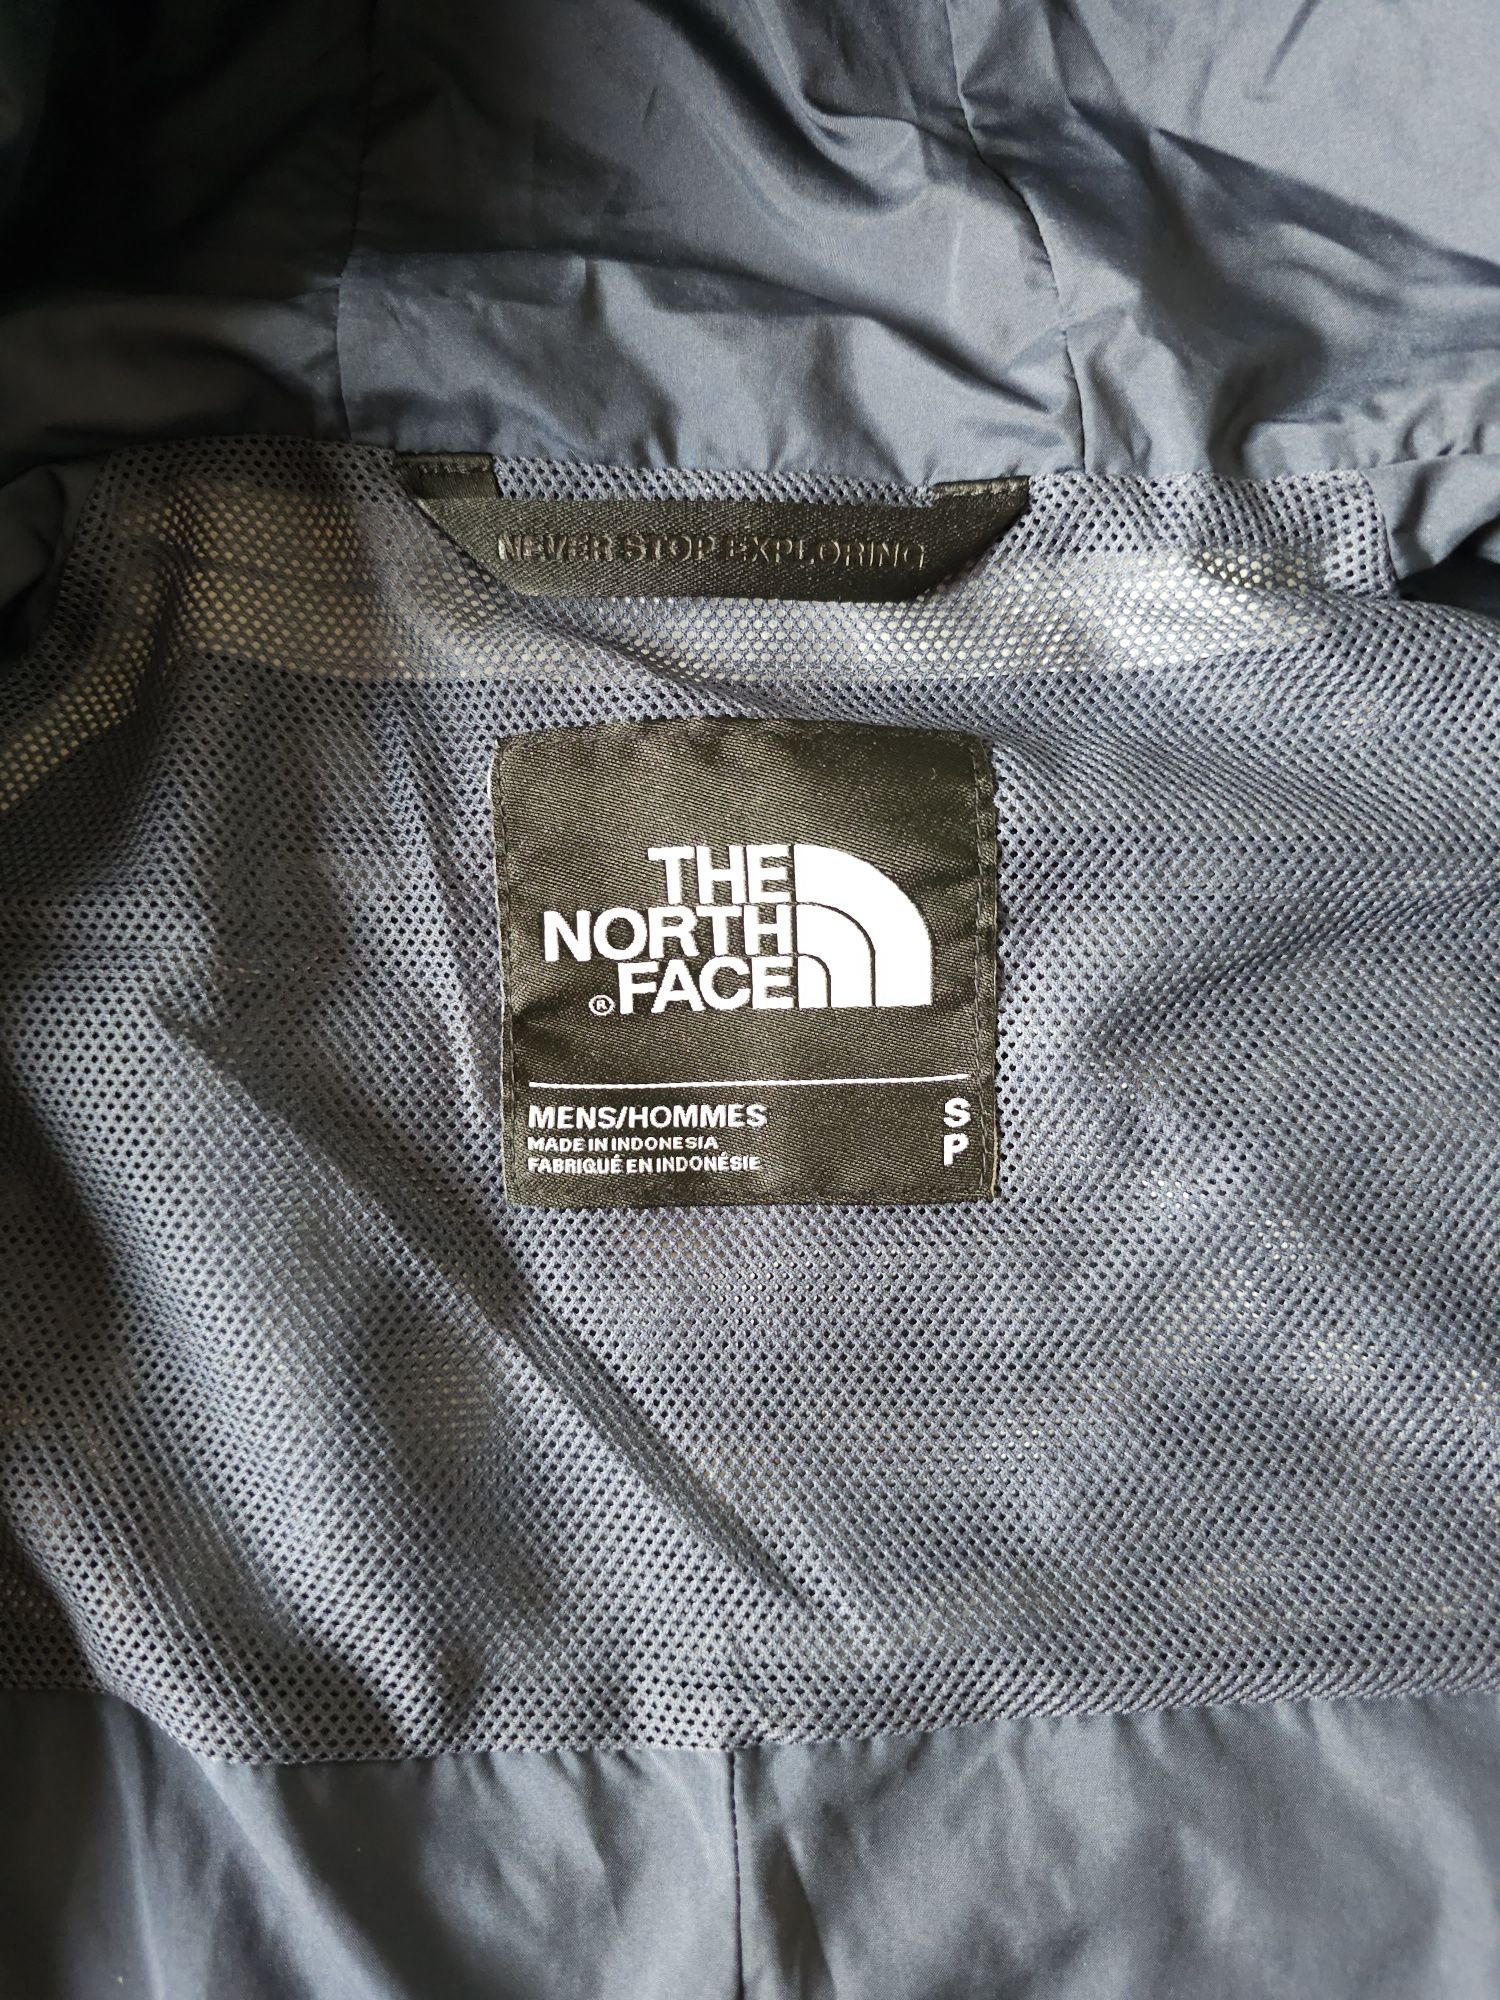 NEVER STOP EXPLORING
THE
NORTH
® FACE
MENS/HOMMES S
MADE IN INDONESIA P
FABRIQUÉ EN INDONÉSIE